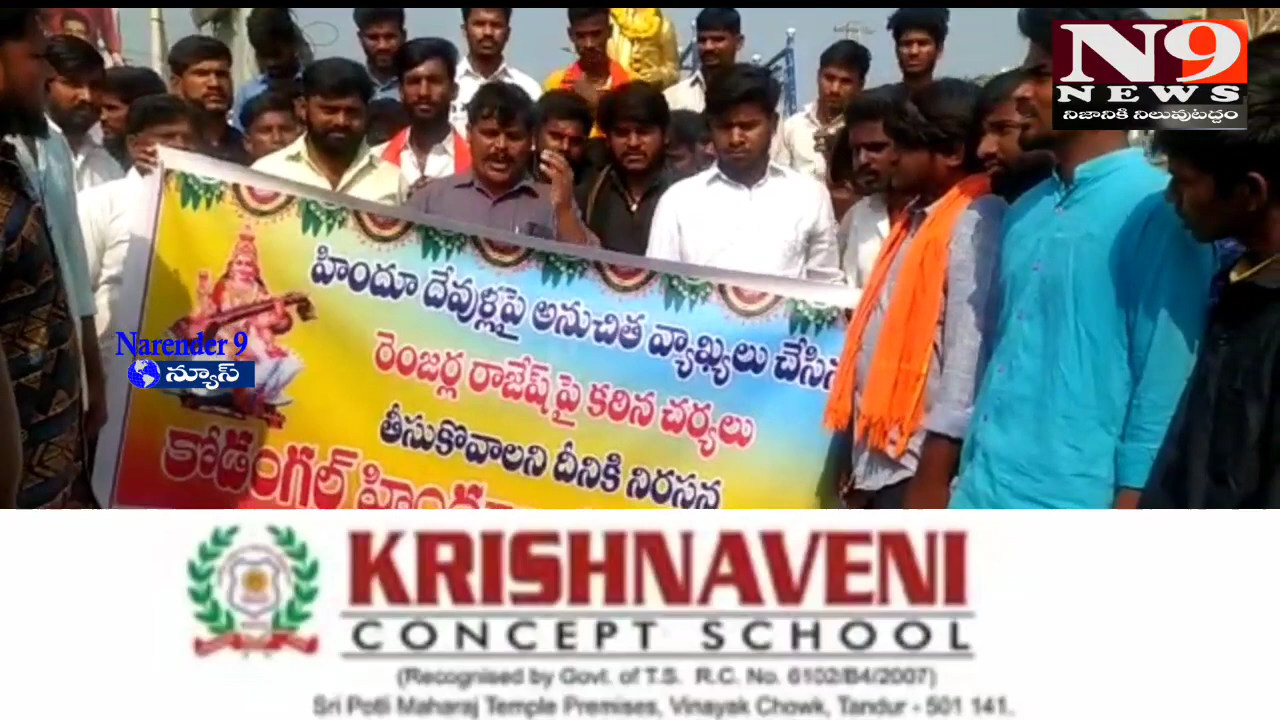 N9
NEWS
నిజానికి నిలువుటద్దం
హిందూ దేవుళ్లపై అనుచిత వ్యాఖ్యలు చేసిన
రెంజర్ల రాజేష్ పై కఠిన చర్యలు
తీసుకోవాలని దీనికి నిరసన
కోడంగల్
Narender 9
న్యూస్
KRISHNAVENI
CONCEPT SCHOOL
(Recognised by Govt. of T.S. R.C. No. 6102/B4/2007)
Sri Potli Maharaj Temple Premises, Vinayak Chowk, Tandur - 501 141.